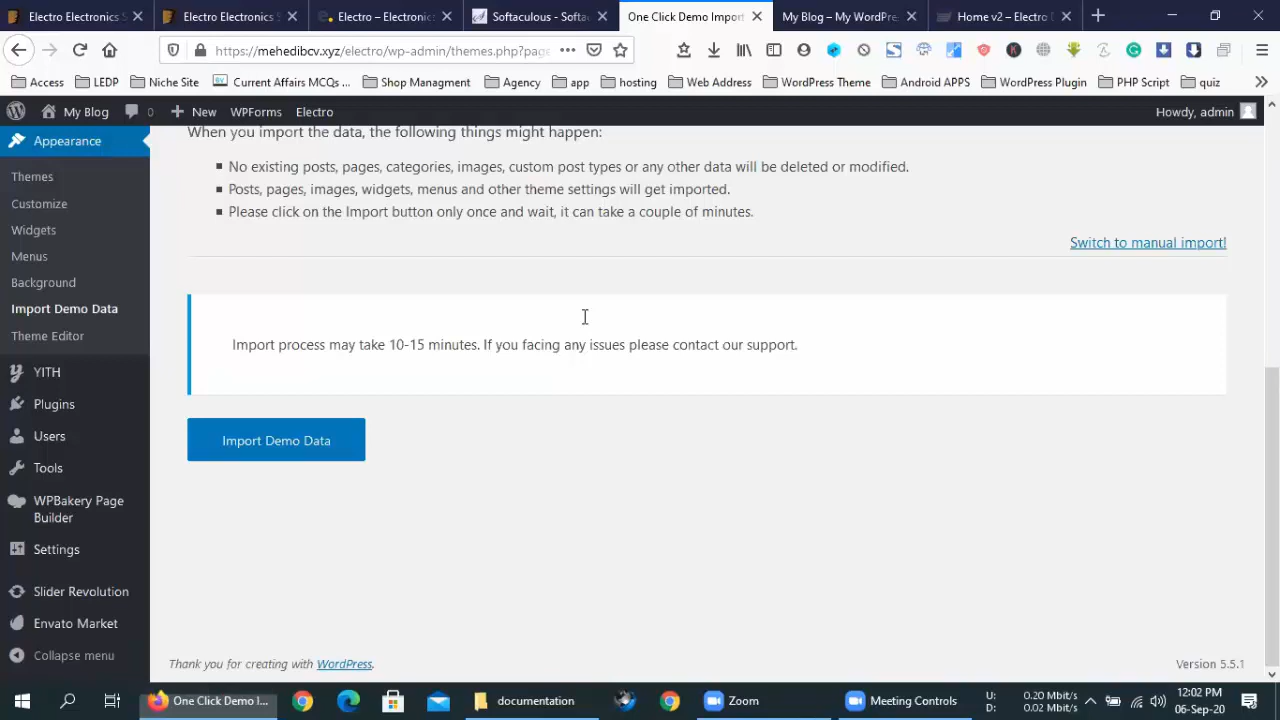 Electro Electronics S
Electro Electronics S
Electro – Electronic
Softaculous - Softa
One Click Demo Import
My Blog – My WordPre
Home v2 – Electro D
https://mehedibcv.xyz/electro/wp-admin/themes.php?page
Access
LEDP
Niche Site
Current Affairs MCQs ...
Shop Managment
Agency
app
hosting
Web Address
WordPress Theme
Android APPS
WordPress Plugin
PHP Script
quiz
My Blog
0
New
WPForms
Electro
Howdy, admin
Appearance
Themes
Customize
Widgets
Menus
Background
Import Demo Data
Theme Editor
YITH
Plugins
Users
Tools
WPBakery Page
Builder
Settings
Slider Revolution
Envato Market
Collapse menu
When you import the data, the following things might happen:
No existing posts, pages, categories, images, custom post types or any other data will be deleted or modified.
Posts, pages, images, widgets, menus and other theme settings will get imported.
Please click on the Import button only once and wait, it can take a couple of minutes.
Switch to manual import!
Import process may take 10-15 minutes. If you facing any issues please contact our support.
Import Demo Data
Thank you for creating with WordPress.
Version 5.5.1
One Click Demo I...
documentation
Zoom
Meeting Controls
U: 0.20 Mbit/s
D: 0.02 Mbit/s
12:02 PM
06-Sep-20